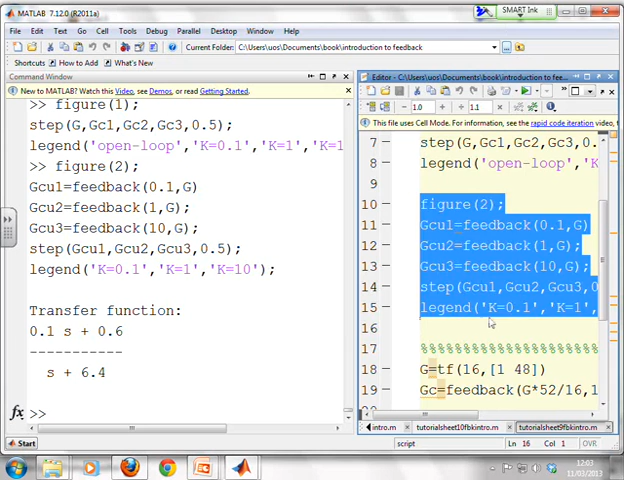 MATLAB 7.12.0 (R2011a)
SMART Ink
File Edit Text Go Cell Tools Debug Parallel Desktop Window Help
Current Folder: C:\Users\uos\Documents\book\introduction to feedback
Shortcuts How to Add What's New
Command Window
New to MATLAB? Watch this Video, see Demos, or read Getting Started.
>> figure(1);
step(G,Gc1,Gc2,Gc3,0.5);
legend('open-loop','K=0.1','K=1','K=1
>> figure(2);
Gcu1=feedback(0.1,G)
Gcu2=feedback(1,G);
Gcu3=feedback(10,G);
step(Gcu1,Gcu2,Gcu3,0.5);
legend('K=0.1','K=1','K=10');
Transfer function:
0.1 s + 0.6
-----------
s + 6.4
fx >>
Editor - C:\Users\uos\Documents\book\introduction to fee...
1.0 1.1
This file uses Cell Mode. For information, see the rapid code iteration video,
7 step(G,Gc1,Gc2,Gc3,0.
8 legend('open-loop','K
9
10 figure(2);
11 Gcu1=feedback(0.1,G)
12 Gcu2=feedback(1,G);
13 Gcu3=feedback(10,G);
14 step(Gcu1,Gcu2,Gcu3,0
15 legend('K=0.1','K=1',
16
17 %%%%%%%%%%%%%%%%%%%%%
18 G=tf(16,[1 48])
19 Gc=feedback(G*52/16,1
intro.m tutorialsheet10fbkintro.m tutorialsheet9fbkintro.m
Start
script Ln 16 Col 1 OVR
12:03
11/03/2013